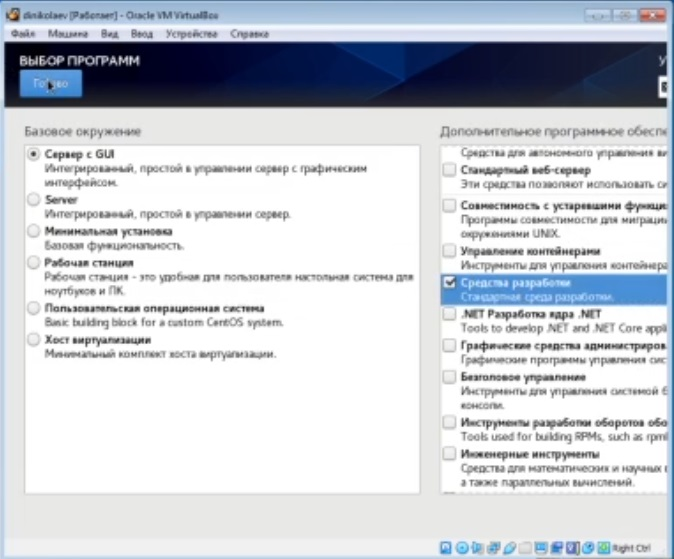 dinikolaev [Работает] - Oracle VM VirtualBox
Файл Машина Вид Ввод Устройства Справка
ВЫБОР ПРОГРАММ
У
Готово
Базовое окружение
Сервер с GUI
Интегрированный, простой в управлении сервер с графическим
интерфейсом.
Server
Интегрированный, простой в управлении сервер.
Минимальная установка
Базовая функциональность.
Рабочая станция
Рабочая станция - это удобная для пользователя настольная система для
ноутбуков и ПК.
Пользовательская операционная система
Basic building block for a custom CentOS system.
Хост виртуализации
Минимальный комплект хоста виртуализации.
Дополнительное программное обеспе
Средства для автономного управления ви
Стандартный веб-сервер
Эти средства позволяют использовать си
Совместимость с устаревшими функци
Программы совместимости для миграци
окружениями UNIX.
Управление контейнерами
Инструменты для управления контейнера
Средства разработки
Стандартная среда разработки.
.NET Разработка ядра .NET
Tools to develop .NET and .NET Core appli
Графические средства администриров
Графические программы управления сис
Безголовое управление
Инструменты для управления системой б
консоли.
Инструменты разработки оборотов обо
Tools used for building RPMs, such as rpml
Инженерные инструменты
Средства для математических и научных в
а также параллельных вычислений.
Right Ctrl